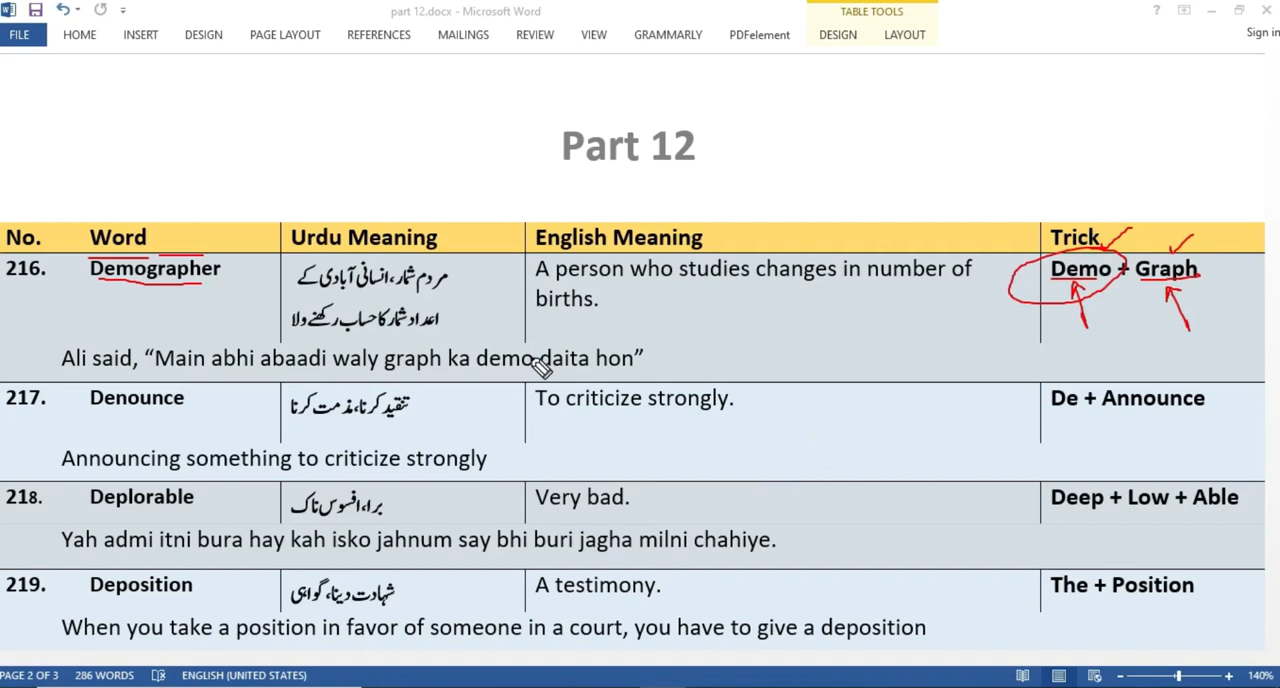 part 12.docx - Microsoft Word
TABLE TOOLS
?
FILE HOME INSERT DESIGN PAGE LAYOUT REFERENCES MAILINGS REVIEW VIEW GRAMMARLY PDFelement DESIGN LAYOUT Sign in
Part 12
No. Word Urdu Meaning English Meaning Trick
216. Demographer مردم شمار، انسانی آبادی کے A person who studies changes in number of Demo + Graph
اعداد شمار کا حساب رکھنے ولا births.
Ali said, “Main abhi abaadi waly graph ka demo daita hon”
217. Denounce تنقید کرنا، مذمت کرنا To criticize strongly. De + Announce
Announcing something to criticize strongly
218. Deplorable برا، افسوس ناک Very bad. Deep + Low + Able
Yah admi itni bura hay kah isko jahnum say bhi buri jagha milni chahiye.
219. Deposition شہادت دینا، گواہی A testimony. The + Position
When you take a position in favor of someone in a court, you have to give a deposition
PAGE 2 OF 3 286 WORDS ENGLISH (UNITED STATES) 140%